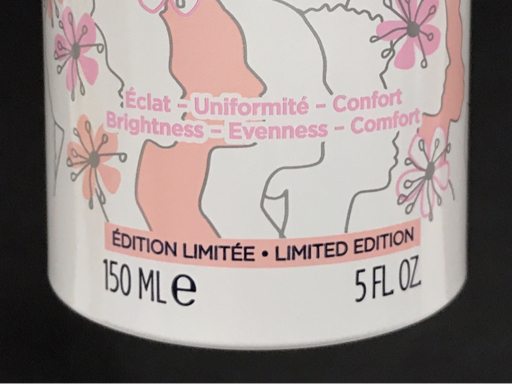 Éclat – Uniformité – Confort
Brightness – Evenness – Comfort
ÉDITION LIMITÉE • LIMITED EDITION
150 ML e 5 FL OZ